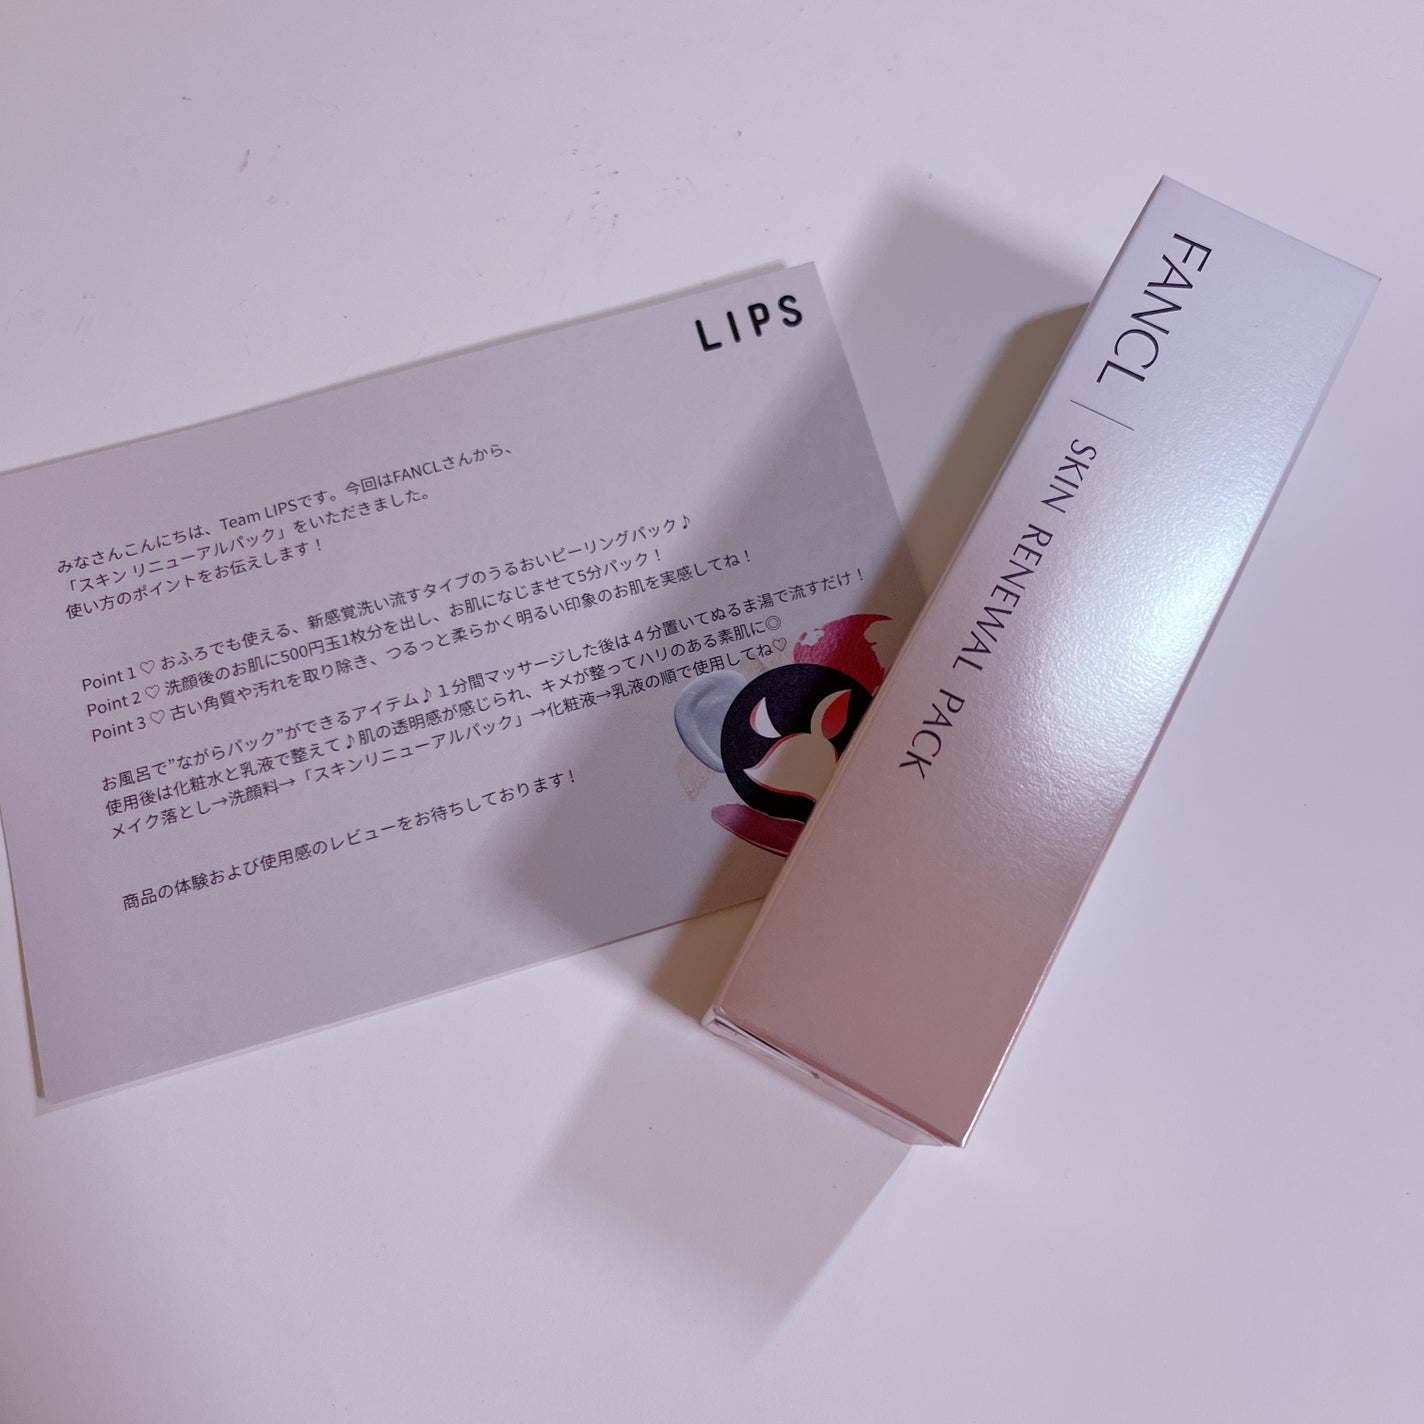 LIPS
みなさんこんにちは、Team LIPSです。今回はFANCLさんから、
「スキン リニューアルパック」をいただきました。
使い方のポイントをお伝えします！
Point 1 ♡ おふろでも使える、新感覚洗い流すタイプのうるおいピーリングパック♪
Point 2 ♡ 洗顔後のお肌に500円玉1枚分を出し、お肌になじませて5分パック！
Point 3 ♡ 古い角質や汚れを取り除き、つるっと柔らかく明るい印象のお肌を実感してね！
お風呂で"ながらパック"ができるアイテム♪１分間マッサージした後は４分置いてぬるま湯で流すだけ！
使用後は化粧水と乳液で整えて♪肌の透明感が感じられ、キメが整ってハリのある素肌に◎
メイク落とし→洗顔料→「スキンリニューアルパック」→化粧液→乳液の順で使用してね♡
商品の体験および使用感のレビューをお待ちしております！
FANCL | SKIN RENEWAL PACK